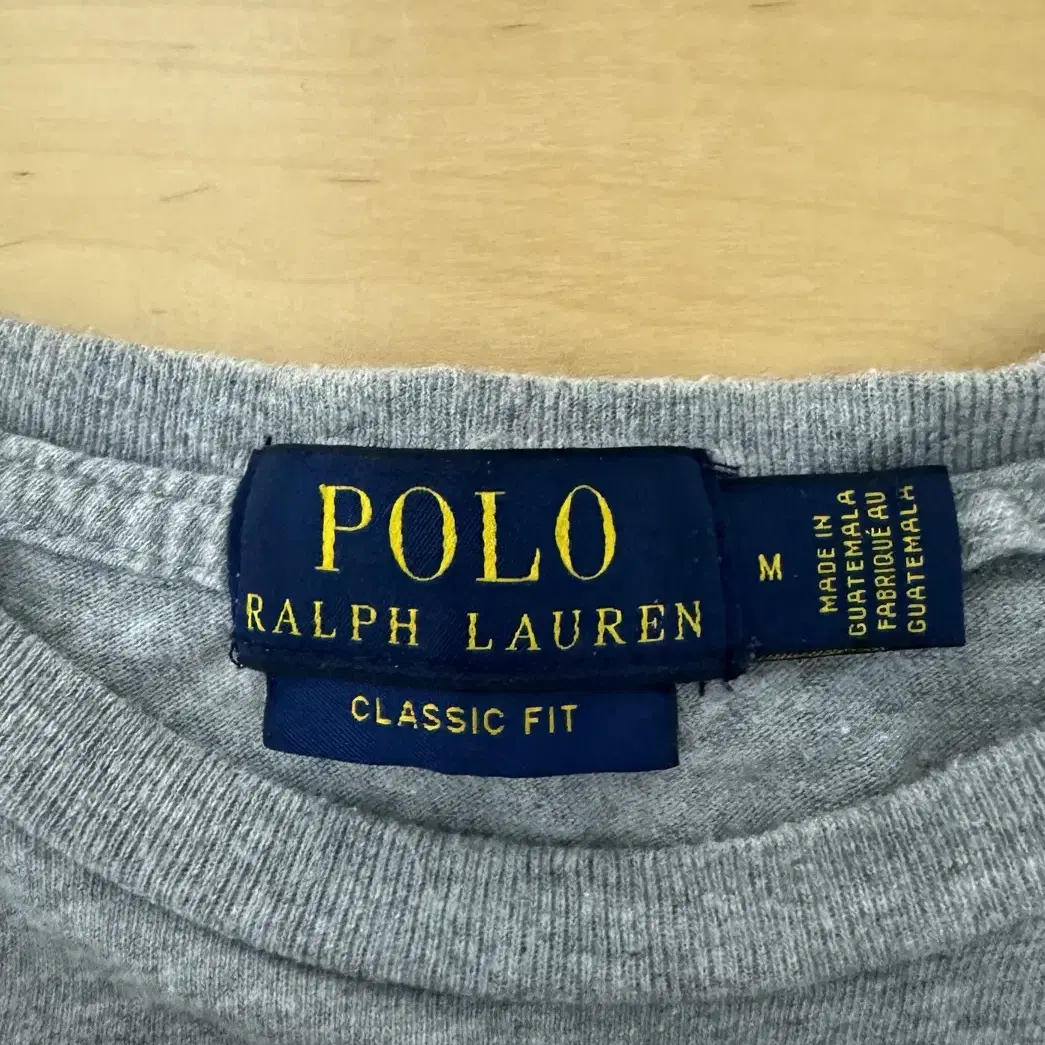 POLO
RALPH LAUREN
CLASSIC FIT
M
MADE IN
GUATEMALA
FABRIQUÉ AU
GUATEMALA